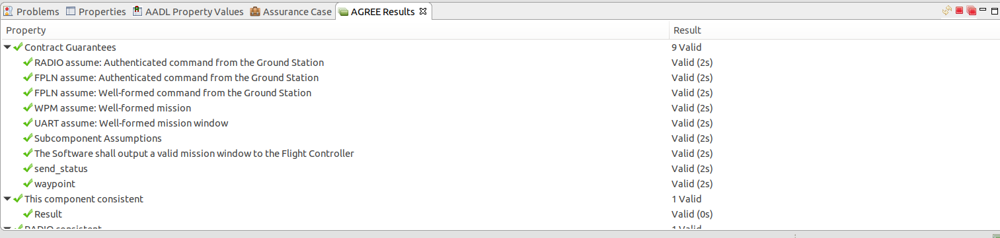 Problems Properties AADL Property Values Assurance Case AGREE Results
Property Result
Contract Guarantees 9 Valid
RADIO assume: Authenticated command from the Ground Station Valid (2s)
FPLN assume: Authenticated command from the Ground Station Valid (2s)
FPLN assume: Well-formed command from the Ground Station Valid (2s)
WPM assume: Well-formed mission Valid (2s)
UART assume: Well-formed mission window Valid (2s)
Subcomponent Assumptions Valid (2s)
The Software shall output a valid mission window to the Flight Controller Valid (2s)
send_status Valid (2s)
waypoint Valid (2s)
This component consistent 1 Valid
Result Valid (0s)
RADIO consistent 1 Valid